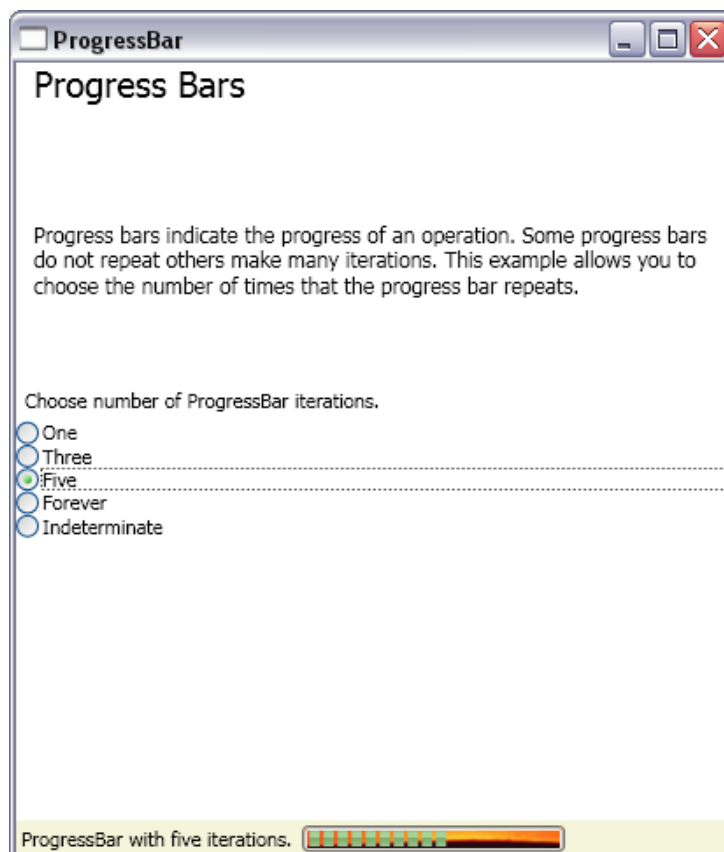 ProgressBar
Progress Bars
Progress bars indicate the progress of an operation. Some progress bars
do not repeat others make many iterations. This example allows you to
choose the number of times that the progress bar repeats.
Choose number of ProgressBar iterations.
One
Three
Five
Forever
Indeterminate
ProgressBar with five iterations.